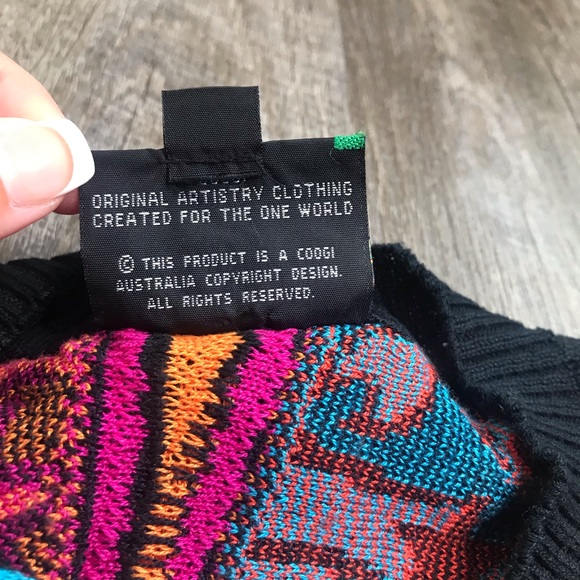 ORIGINAL ARTISTRY CLOTHING
CREATED FOR THE ONE WORLD
© THIS PRODUCT IS A COOGI
AUSTRALIA COPYRIGHT DESIGN.
ALL RIGHTS RESERVED.